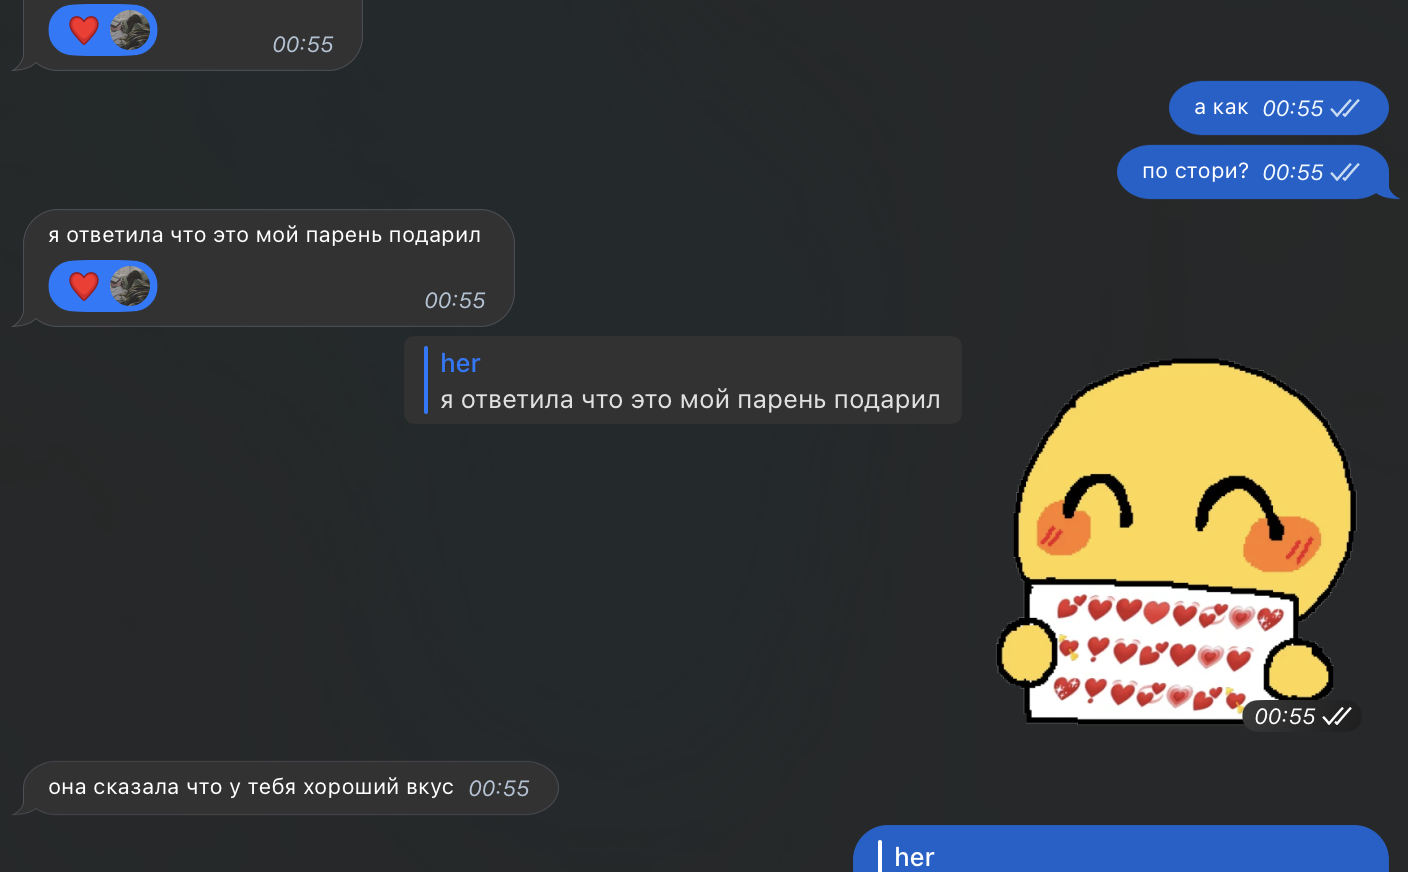 00:55
а как 00:55
по стори? 00:55
я ответила что это мой парень подарил
00:55
her
я ответила что это мой парень подарил
00:55
она сказала что у тебя хороший вкус 00:55
her